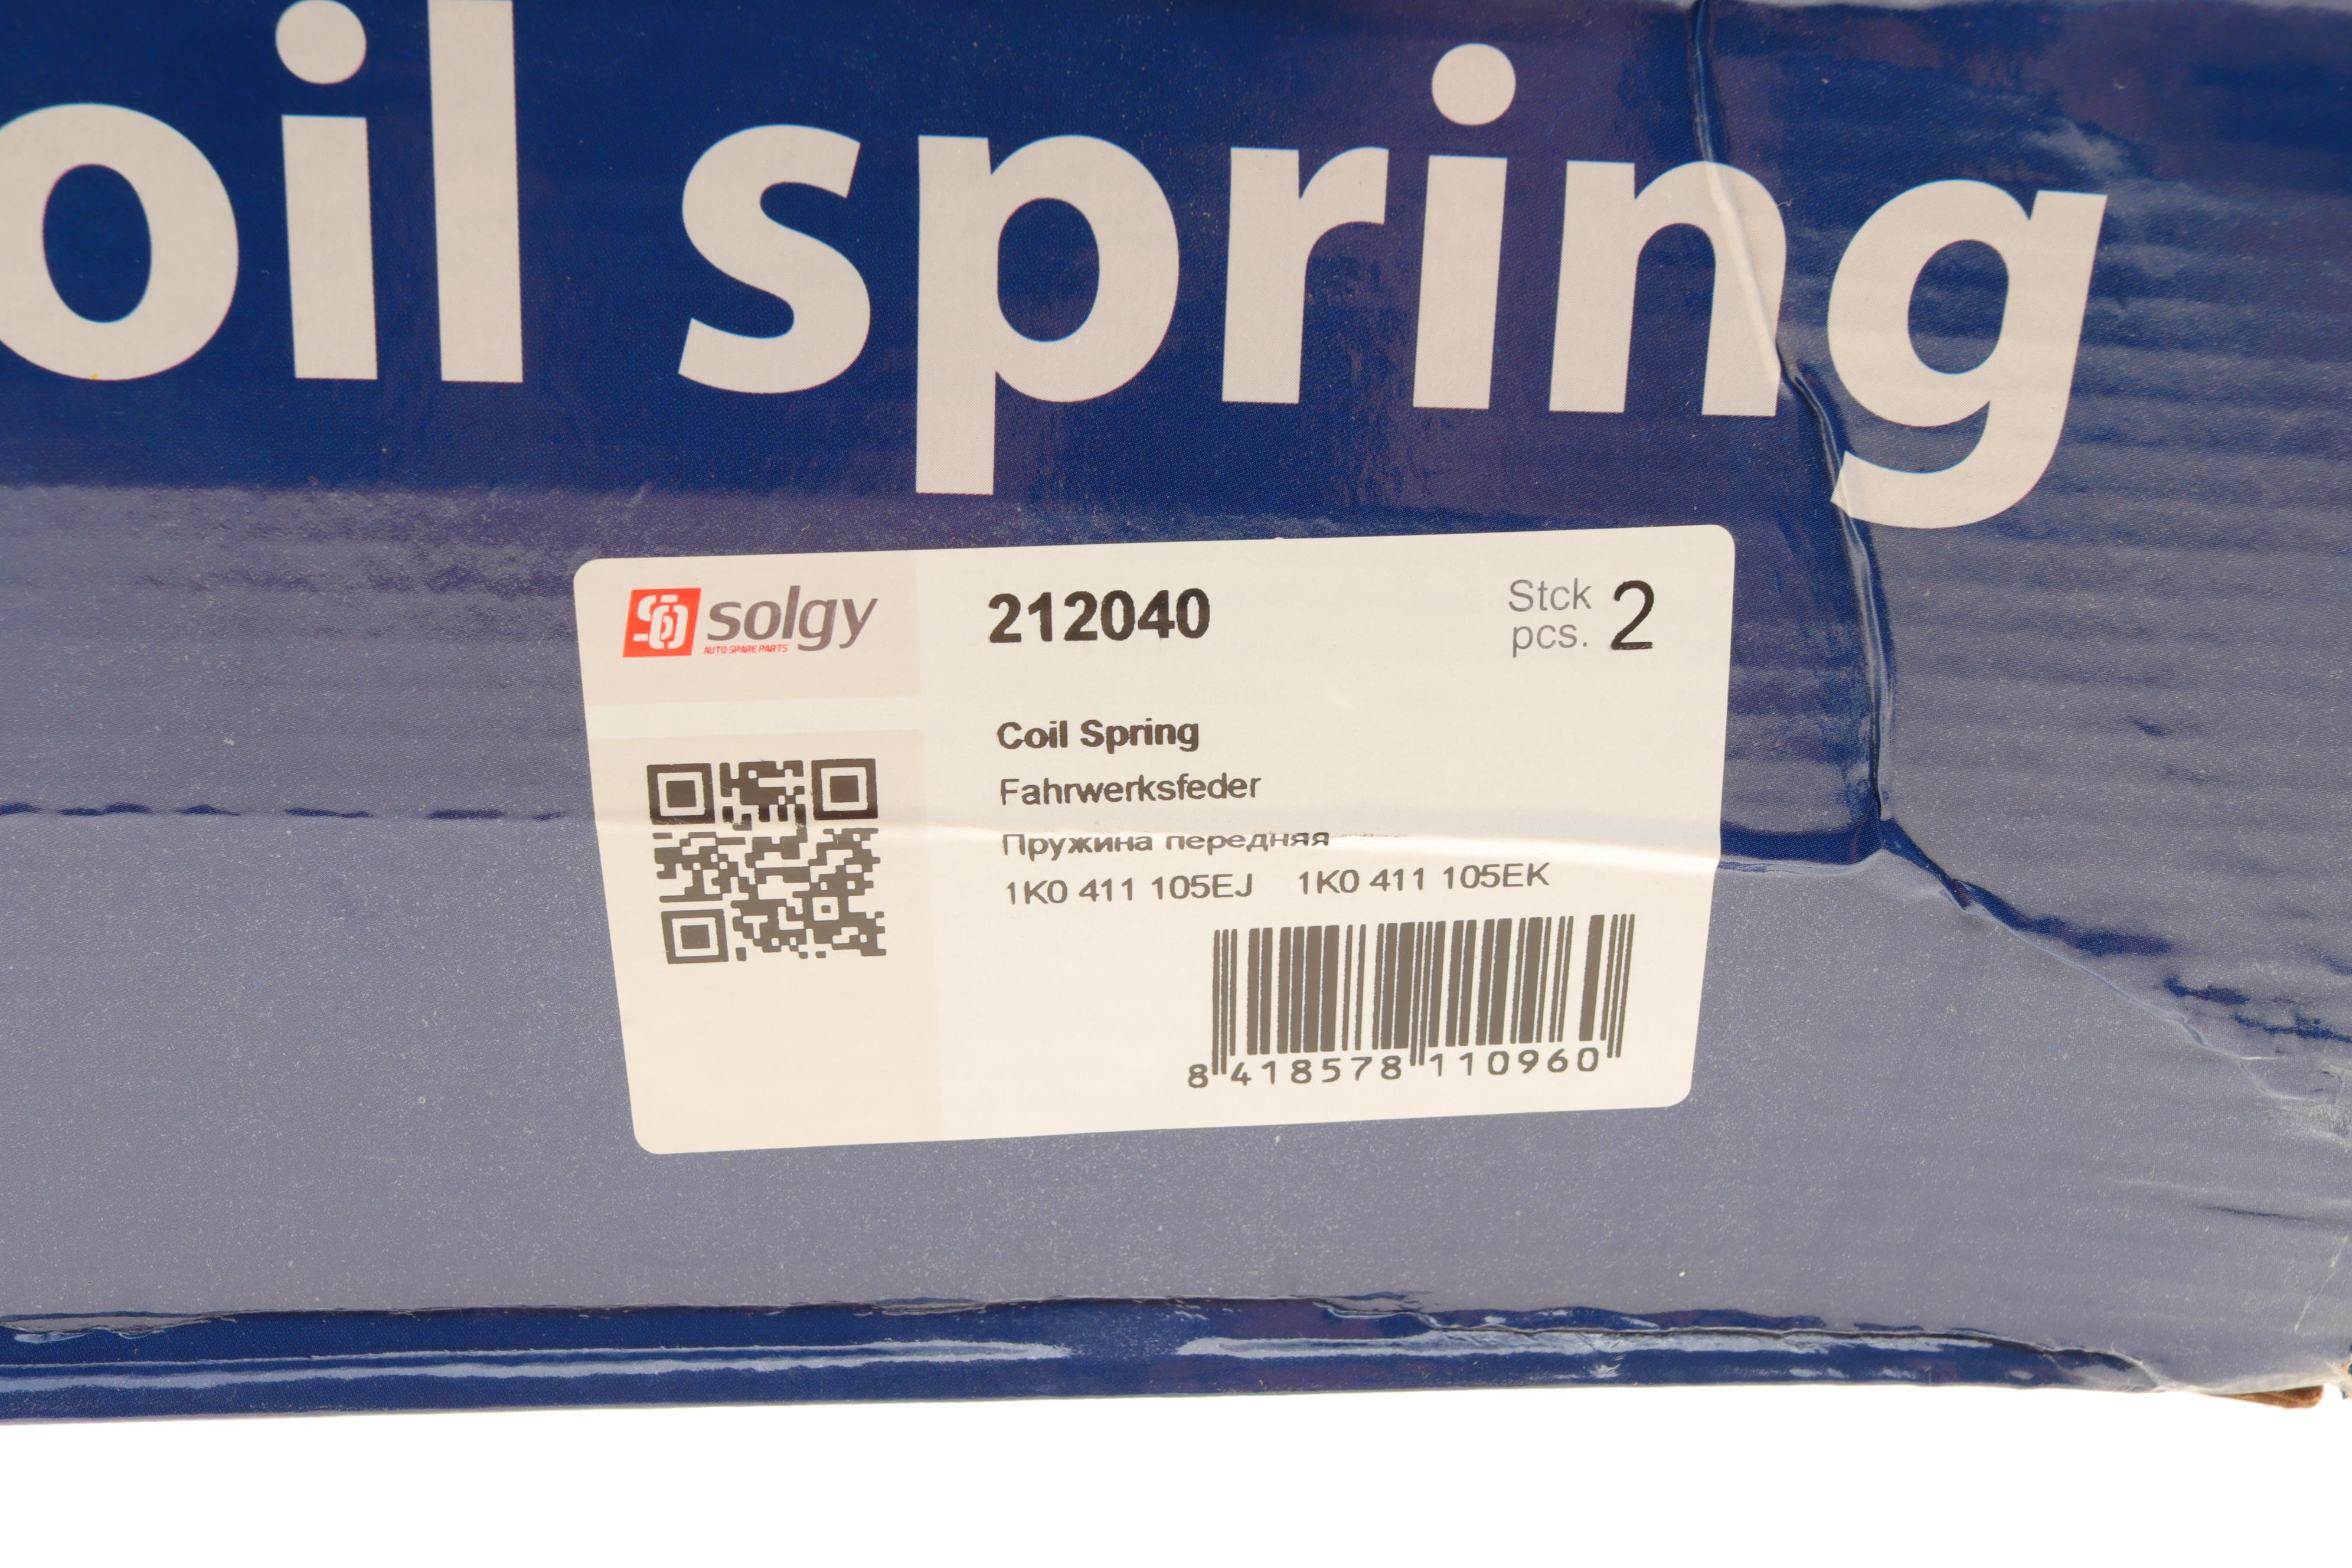 oil spring
solgy
AUTO SPARE PARTS
212040
Stck
pcs. 2
Coil Spring
Fahrwerksfeder
Пружина передняя
1K0 411 105EJ 1K0 411 105EK
8 418578 110960